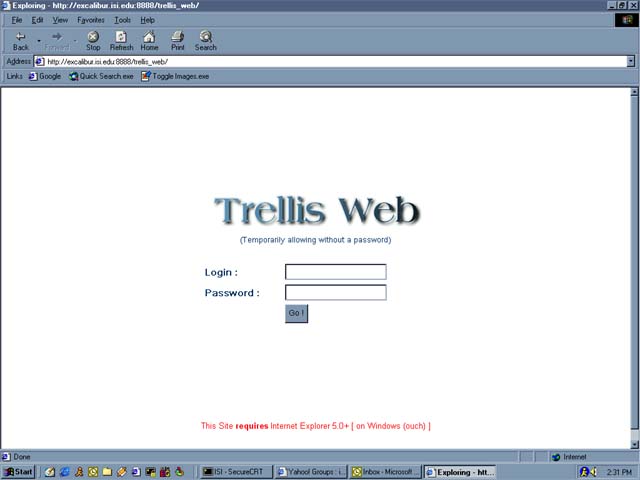 Exploring - http://excalibur.isi.edu:8888/trellis_web/
File Edit View Favorites Tools Help
Back Forward Stop Refresh Home Print Search
Address http://excalibur.isi.edu:8888/trellis_web/
Links Google Quick Search.exe Toggle Images.exe
Trellis Web
(Temporarily allowing without a password)
Login :
Password :
Go !
This Site requires Internet Explorer 5.0+ [ on Windows (ouch) ]
Done Internet
Start ISI - SecureCRT Yahoo! Groups : i... Inbox - Microsoft ... Exploring - htt... 2:31 PM